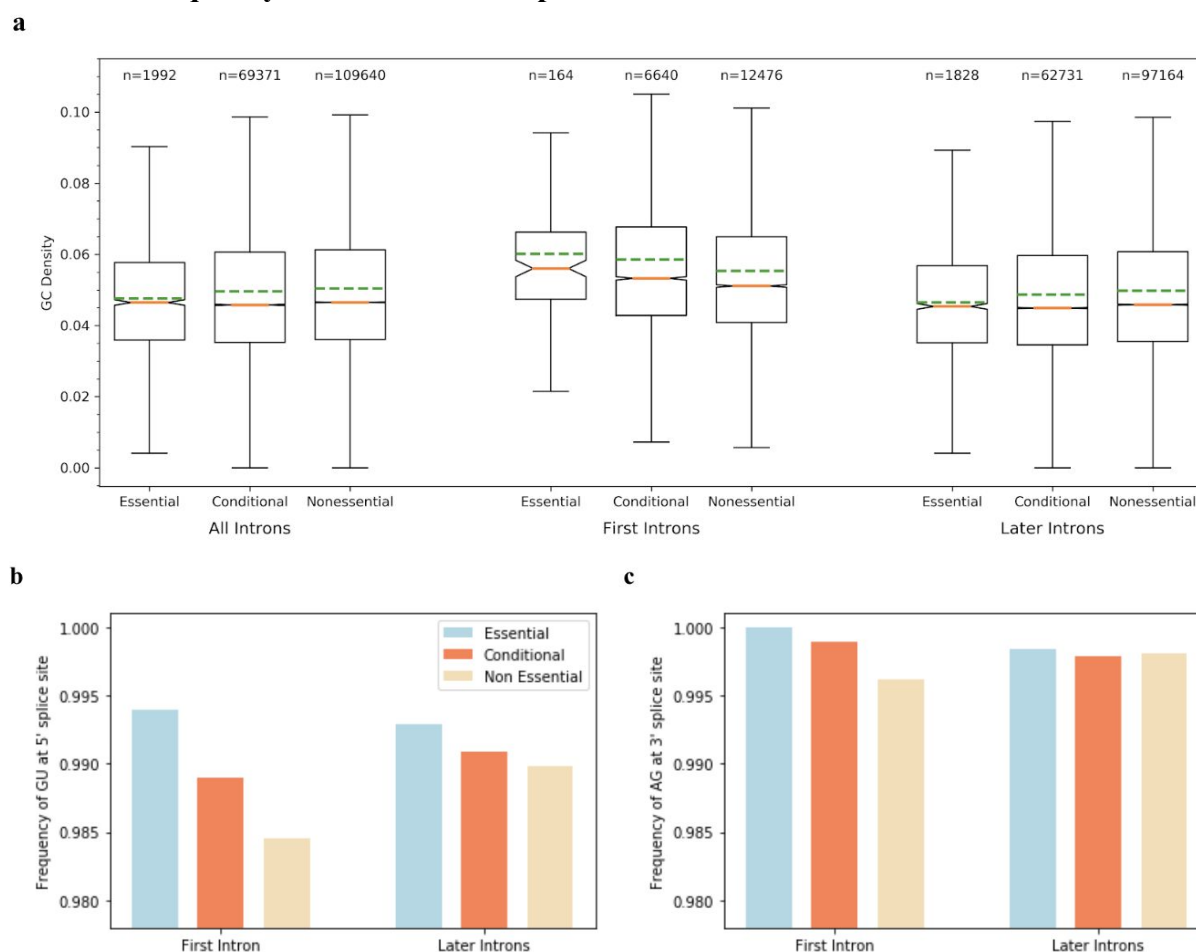 a
n=1992 n=69371 n=109640 n=164 n=6640 n=12476 n=1828 n=62731 n=97164
0.10
0.08
0.06
0.04
0.02
0.00
GC Density
Essential Conditional Nonessential Essential Conditional Nonessential Essential Conditional Nonessential
All Introns First Introns Later Introns
b
1.000
0.995
0.990
0.985
0.980
Frequency of GU at 5' splice site
Essential
Conditional
Non Essential
First Intron Later Introns
c
1.000
0.995
0.990
0.985
0.980
Frequency of AG at 3' splice site
First Intron Later Introns